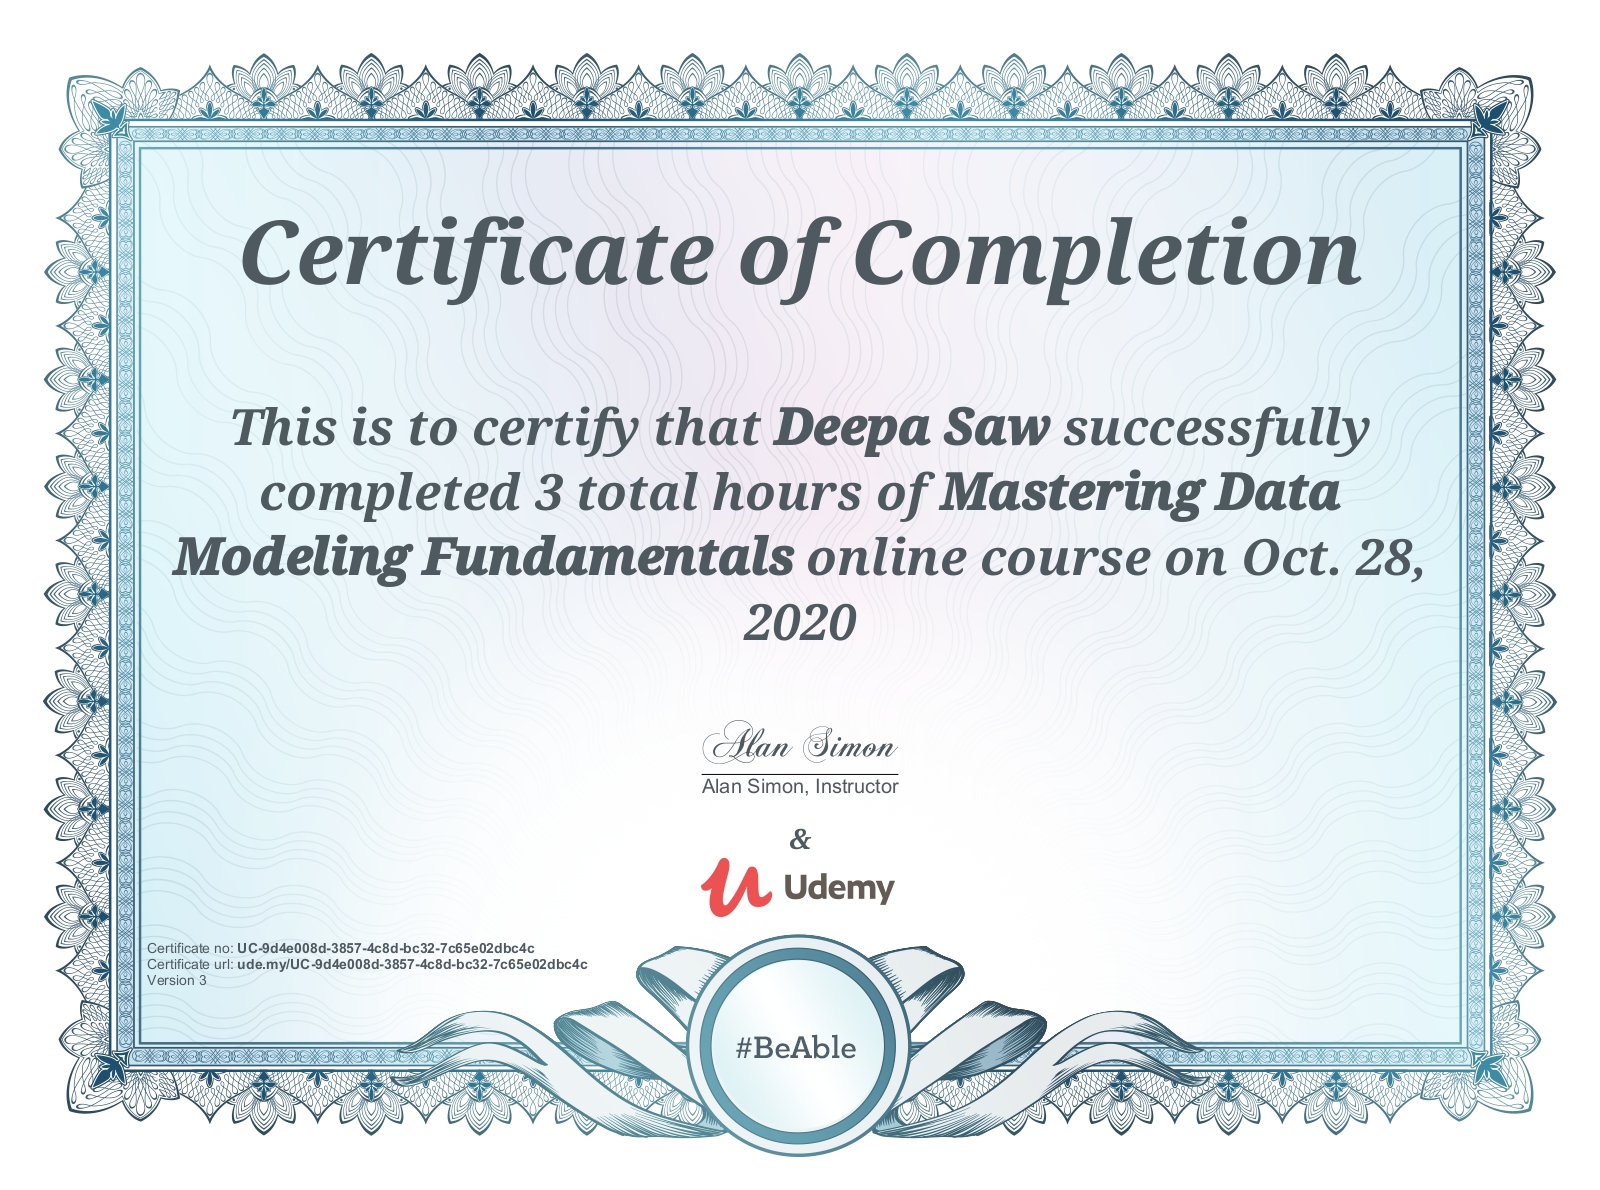 Certificate of Completion
This is to certify that Deepa Saw successfully
completed 3 total hours of Mastering Data
Modeling Fundamentals online course on Oct. 28,
2020
Alan Simon
Alan Simon, Instructor
&
Udemy
Certificate no: UC-9d4e008d-3857-4c8d-bc32-7c65e02dbc4c
Certificate url: ude.my/UC-9d4e008d-3857-4c8d-bc32-7c65e02dbc4c
Version 3
#BeAble